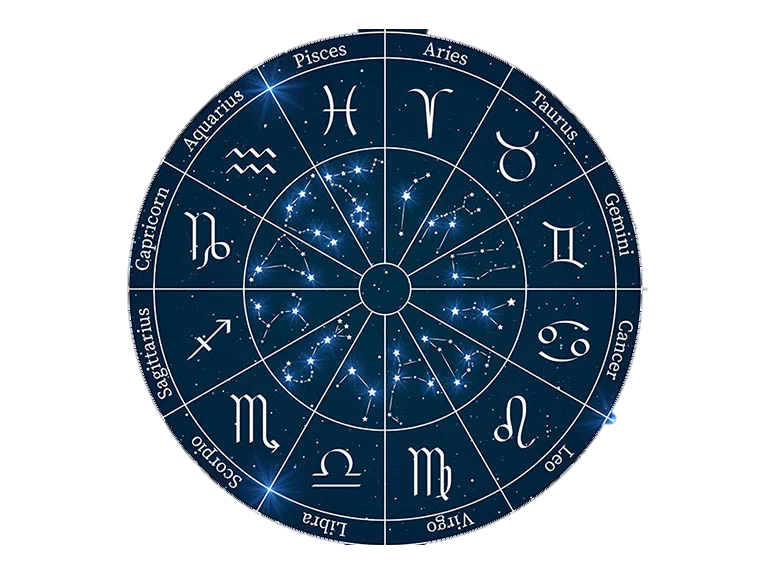 Aries
Taurus
Gemini
Cancer
Leo
Virgo
Libra
Scorpio
Sagittarius
Capricorn
Aquarius
Pisces